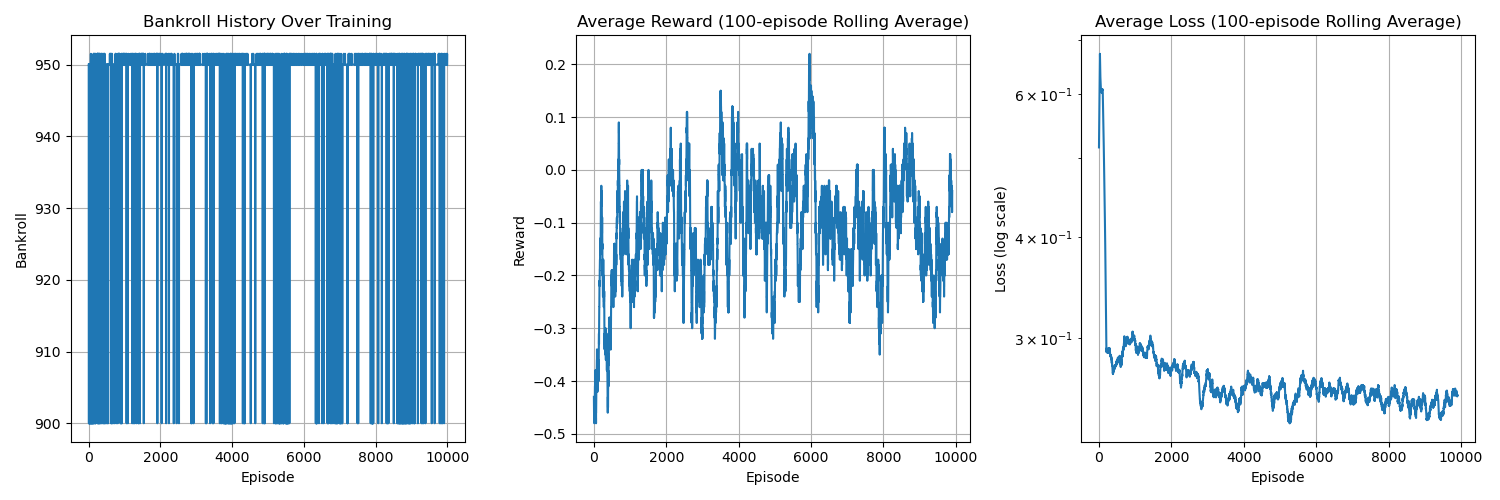 Bankroll History Over Training
Bankroll
950
940
930
920
910
900
0 2000 4000 6000 8000 10000
Episode
Average Reward (100-episode Rolling Average)
Reward
0.2
0.1
0.0
−0.1
−0.2
−0.3
−0.4
−0.5
0 2000 4000 6000 8000 10000
Episode
Average Loss (100-episode Rolling Average)
Loss (log scale)
6 × 10⁻¹
4 × 10⁻¹
3 × 10⁻¹
0 2000 4000 6000 8000 10000
Episode